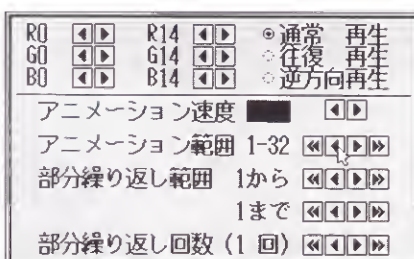 R0 R14 通常 再生
G0 G14 往復 再生
B0 B14 逆方向再生
アニメーション速度
アニメーション範囲 1-32
部分繰り返し範囲 1から
1まで
部分繰り返し回数(1 回)